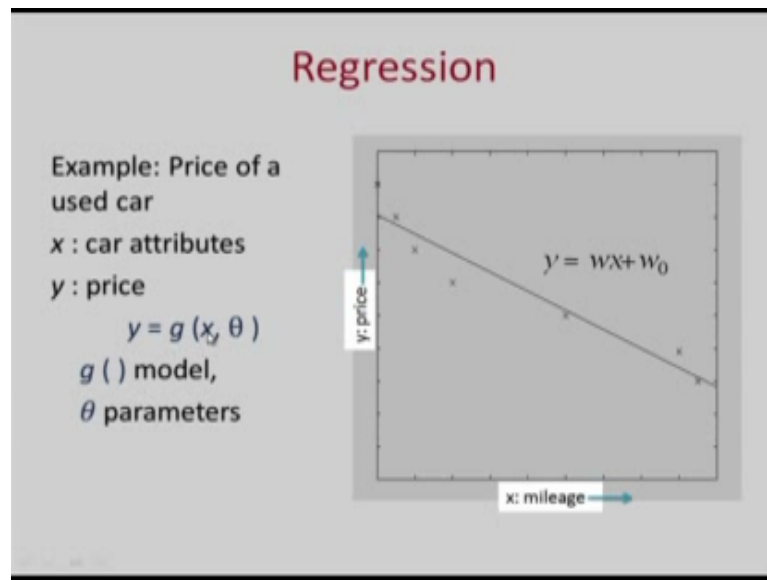 Regression
Example: Price of a
used car
x : car attributes
y : price
y = g (x, θ )
g ( ) model,
θ parameters
y = wx+w₀
y: price
x: mileage